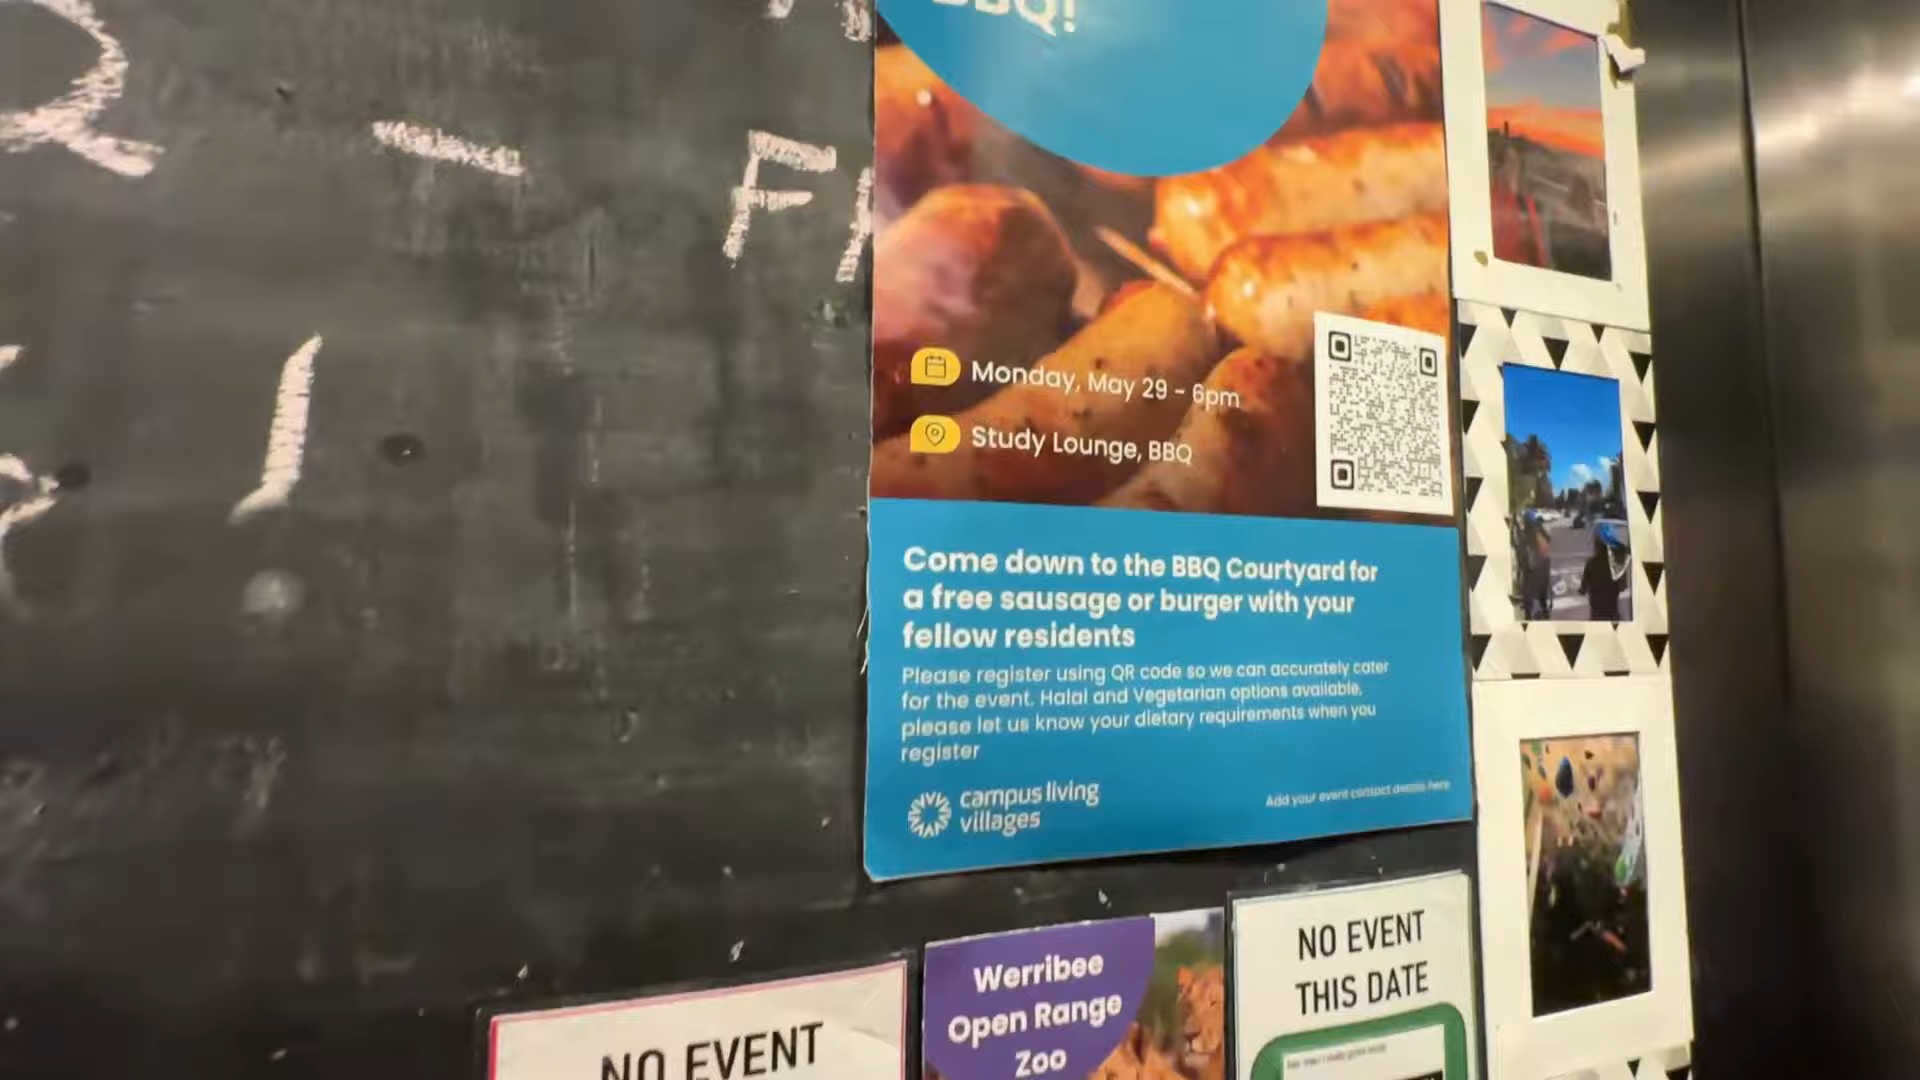 BBQ!
Monday, May 29 - 6pm
Study Lounge, BBQ
Come down to the BBQ Courtyard for
a free sausage or burger with your
fellow residents
Please register using QR code so we can accurately cater
for the event. Halal and Vegetarian options available,
please let us know your dietary requirements when you
register
campus living
villages
Add your event contact details here
NO EVENT
Werribee
Open Range
Zoo
NO EVENT
THIS DATE